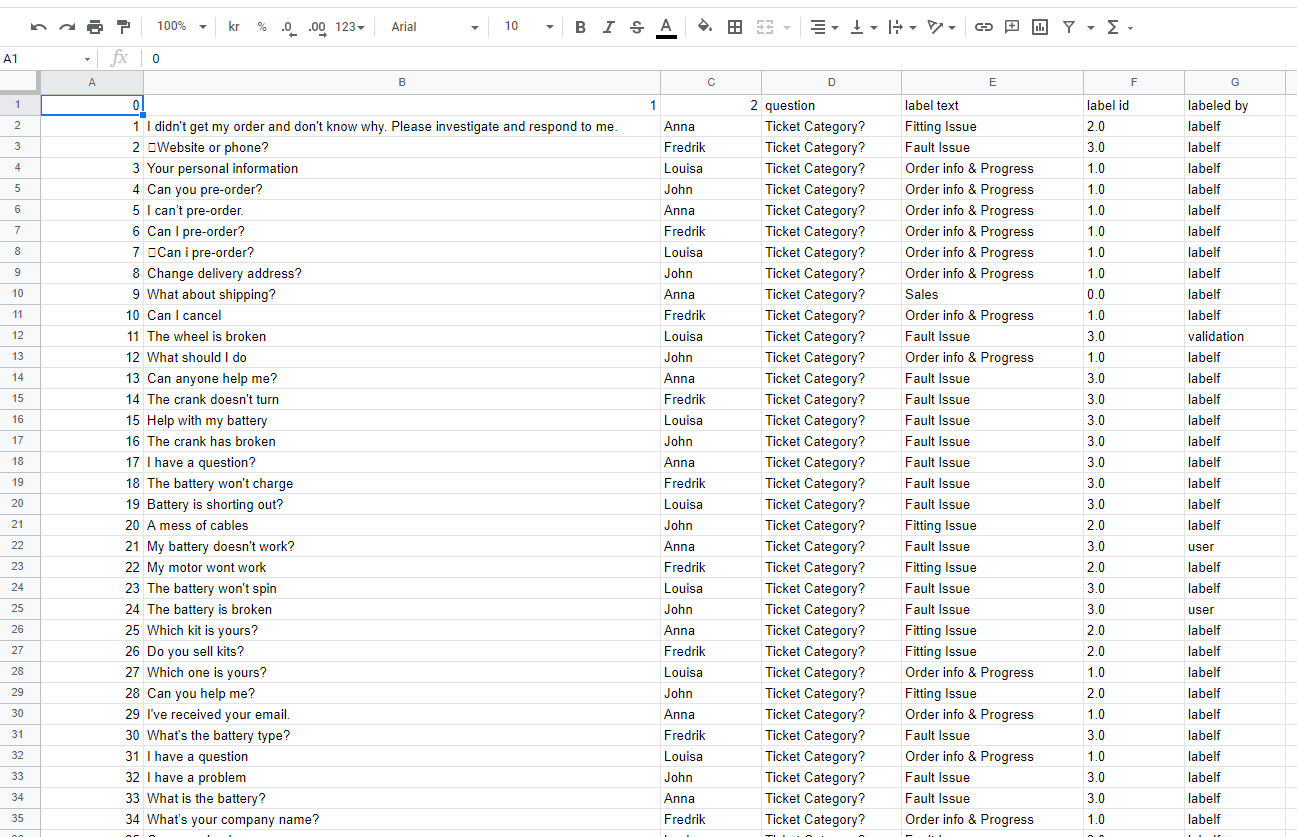 100% kr % .0 .00 123 Arial 10 B I S A
A1 fx 0
A B C D E F G
1 0 1 2 question label text label id labeled by
2 1 I didn't get my order and don't know why. Please investigate and respond to me. Anna Ticket Category? Fitting Issue 2.0 labelf
3 2 □Website or phone? Fredrik Ticket Category? Fault Issue 3.0 labelf
4 3 Your personal information Louisa Ticket Category? Order info & Progress 1.0 labelf
5 4 Can you pre-order? John Ticket Category? Order info & Progress 1.0 labelf
6 5 I can't pre-order. Anna Ticket Category? Order info & Progress 1.0 labelf
7 6 Can I pre-order? Fredrik Ticket Category? Order info & Progress 1.0 labelf
8 7 □Can i pre-order? Louisa Ticket Category? Order info & Progress 1.0 labelf
9 8 Change delivery address? John Ticket Category? Order info & Progress 1.0 labelf
10 9 What about shipping? Anna Ticket Category? Sales 0.0 labelf
11 10 Can I cancel Fredrik Ticket Category? Order info & Progress 1.0 labelf
12 11 The wheel is broken Louisa Ticket Category? Fault Issue 3.0 validation
13 12 What should I do John Ticket Category? Order info & Progress 1.0 labelf
14 13 Can anyone help me? Anna Ticket Category? Fault Issue 3.0 labelf
15 14 The crank doesn't turn Fredrik Ticket Category? Fault Issue 3.0 labelf
16 15 Help with my battery Louisa Ticket Category? Fault Issue 3.0 labelf
17 16 The crank has broken John Ticket Category? Fault Issue 3.0 labelf
18 17 I have a question? Anna Ticket Category? Fault Issue 3.0 labelf
19 18 The battery won't charge Fredrik Ticket Category? Fault Issue 3.0 labelf
20 19 Battery is shorting out? Louisa Ticket Category? Fault Issue 3.0 labelf
21 20 A mess of cables John Ticket Category? Fitting Issue 2.0 labelf
22 21 My battery doesn't work? Anna Ticket Category? Fault Issue 3.0 user
23 22 My motor wont work Fredrik Ticket Category? Fitting Issue 2.0 labelf
24 23 The battery won't spin Louisa Ticket Category? Fault Issue 3.0 labelf
25 24 The battery is broken John Ticket Category? Fault Issue 3.0 user
26 25 Which kit is yours? Anna Ticket Category? Fitting Issue 2.0 labelf
27 26 Do you sell kits? Fredrik Ticket Category? Fitting Issue 2.0 labelf
28 27 Which one is yours? Louisa Ticket Category? Order info & Progress 1.0 labelf
29 28 Can you help me? John Ticket Category? Fitting Issue 2.0 labelf
30 29 I've received your email. Anna Ticket Category? Order info & Progress 1.0 labelf
31 30 What's the battery type? Fredrik Ticket Category? Fault Issue 3.0 labelf
32 31 I have a question Louisa Ticket Category? Order info & Progress 1.0 labelf
33 32 I have a problem John Ticket Category? Fault Issue 3.0 labelf
34 33 What is the battery? Anna Ticket Category? Fault Issue 3.0 labelf
35 34 What's your company name? Fredrik Ticket Category? Order info & Progress 1.0 labelf